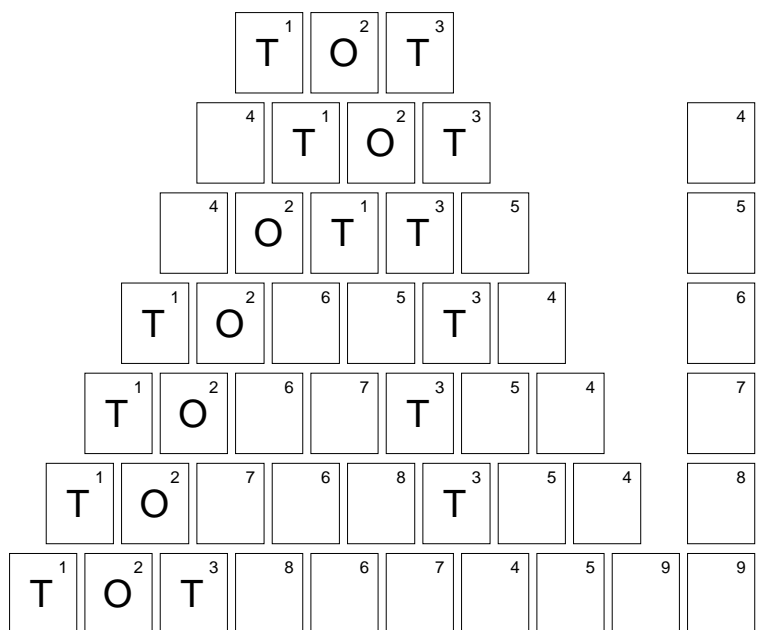 T1 O2 T3
4 T1 O2 T3 4
4 O2 T1 T3 5 5
T1 O2 6 5 T3 4 6
T1 O2 6 7 T3 5 4 7
T1 O2 7 6 8 T3 5 4 8
T1 O2 T3 8 6 7 4 5 9 9